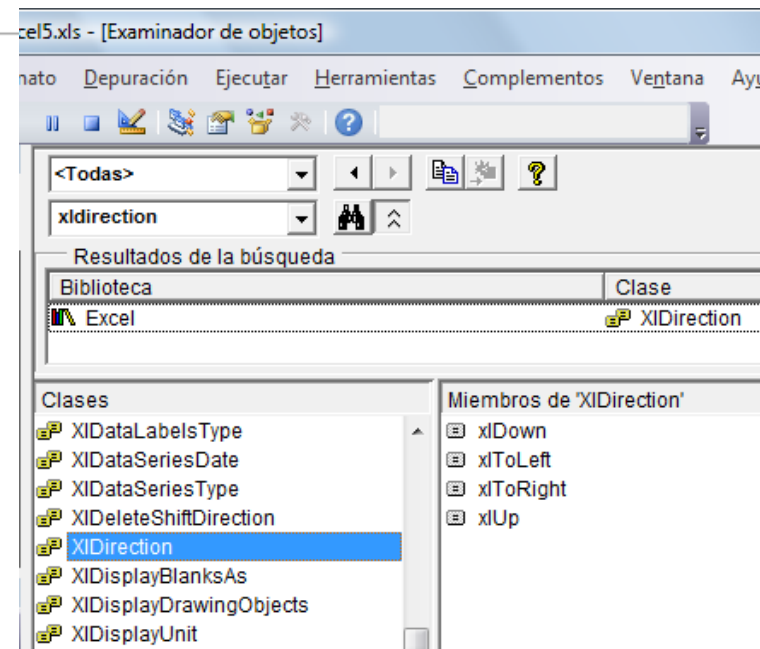 cel5.xls - [Examinador de objetos]
nato Depuración Ejecutar Herramientas Complementos Ventana Ayu
<Todas>
xldirection
Resultados de la búsqueda
Biblioteca Clase
Excel XlDirection
Clases Miembros de 'XlDirection'
XlDataLabelsType xlDown
XlDataSeriesDate xlToLeft
XlDataSeriesType xlToRight
XlDeleteShiftDirection xlUp
XlDirection
XlDisplayBlanksAs
XlDisplayDrawingObjects
XlDisplayUnit